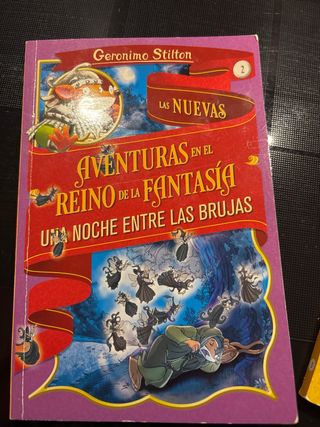 Geronimo Stilton
2
LAS NUEVAS
AVENTURAS EN EL
REINO DE LA FANTASÍA
UNA NOCHE ENTRE LAS BRUJAS